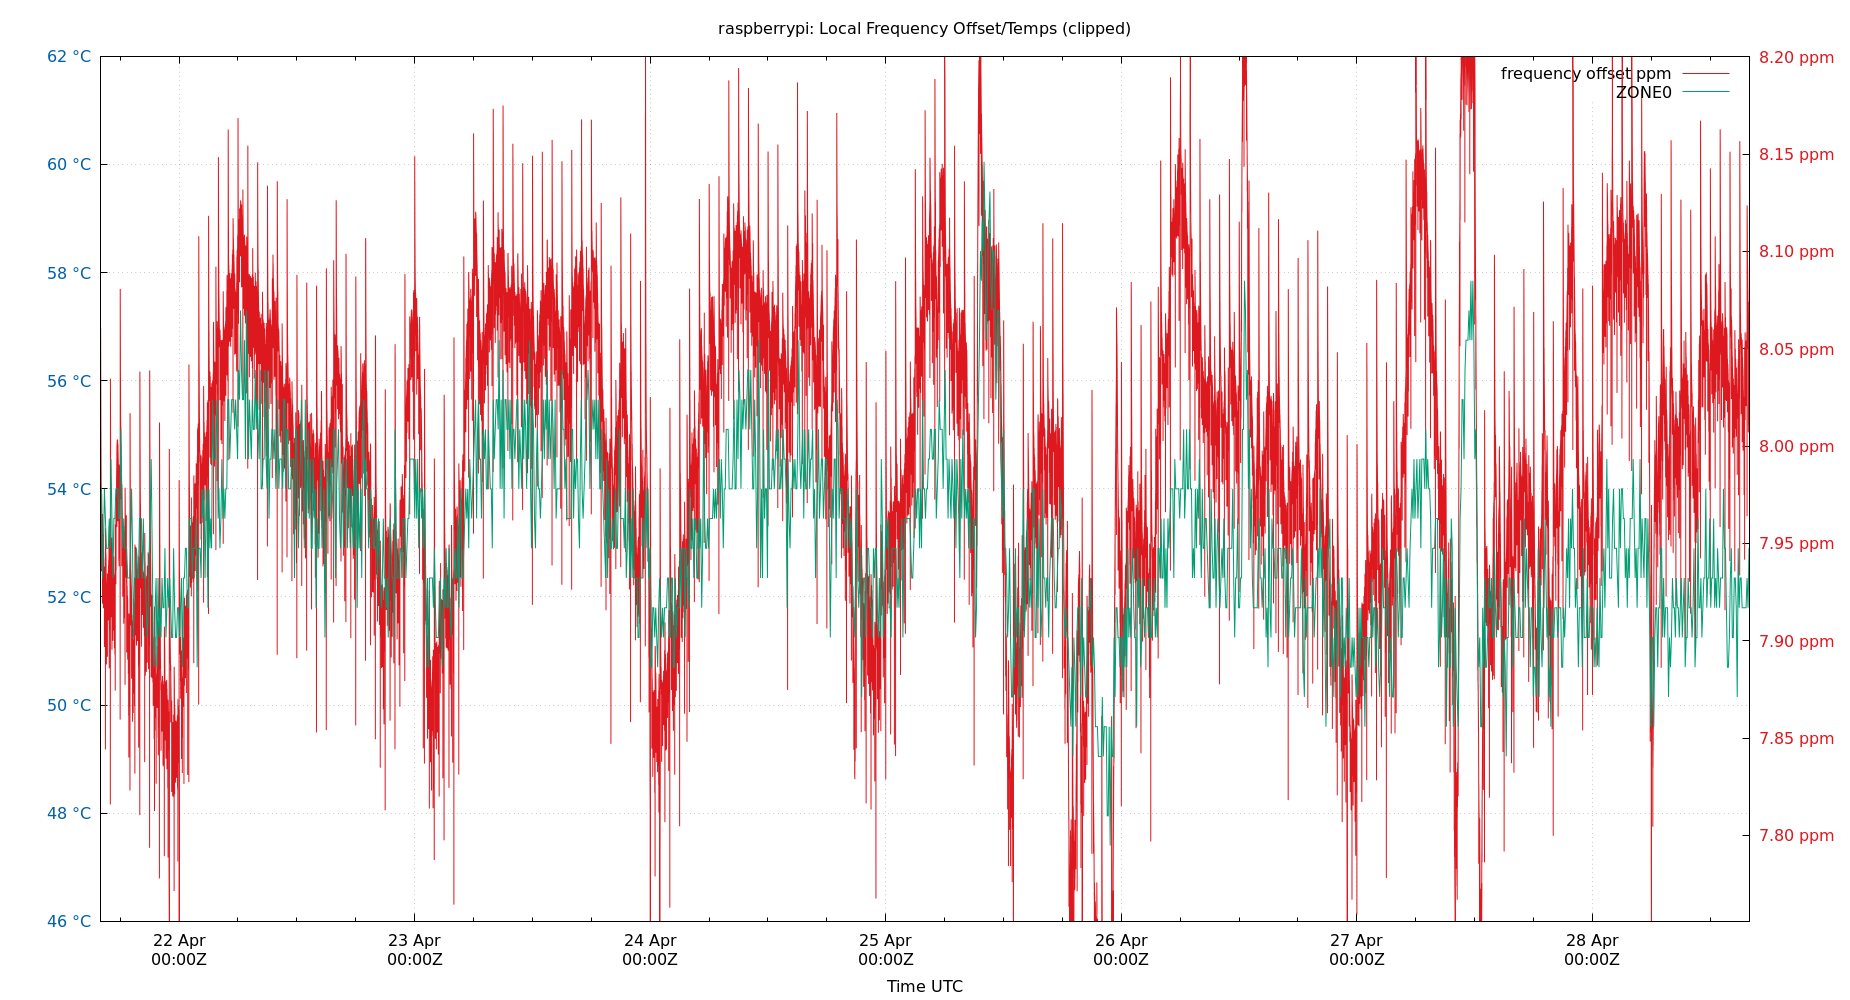 raspberrypi: Local Frequency Offset/Temps (clipped)
62 °C
60 °C
58 °C
56 °C
54 °C
52 °C
50 °C
48 °C
46 °C
8.20 ppm
8.15 ppm
8.10 ppm
8.05 ppm
8.00 ppm
7.95 ppm
7.90 ppm
7.85 ppm
7.80 ppm
frequency offset ppm
ZONE0
22 Apr
00:00Z
23 Apr
00:00Z
24 Apr
00:00Z
25 Apr
00:00Z
26 Apr
00:00Z
27 Apr
00:00Z
28 Apr
00:00Z
Time UTC